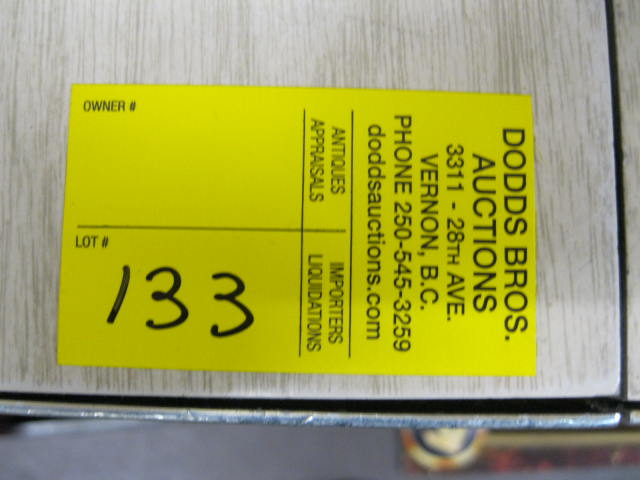 DODDS BROS.
AUCTIONS
3311 - 28TH AVE.
VERNON, B.C.
PHONE 250-545-3259
doddsauctions.com
ANTIQUES IMPORTERS
APPRAISALS LIQUIDATIONS
OWNER #
LOT #
133